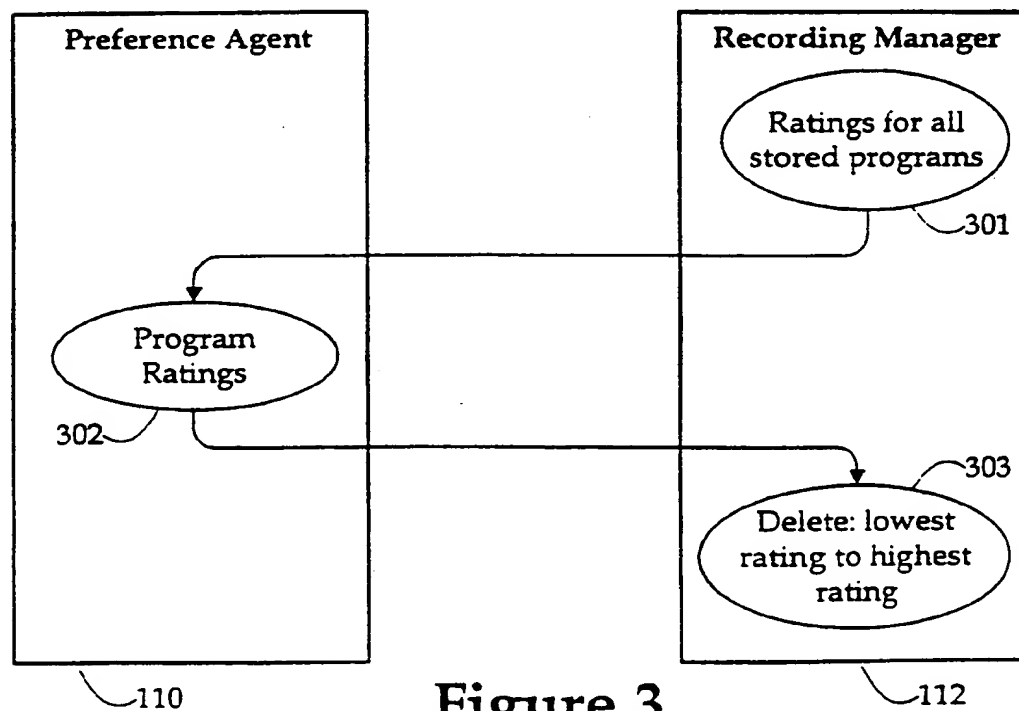 Preference Agent
Recording Manager
Ratings for all
stored programs
301
Program
Ratings
302
303
Delete: lowest
rating to highest
rating
110
112
Figure 3